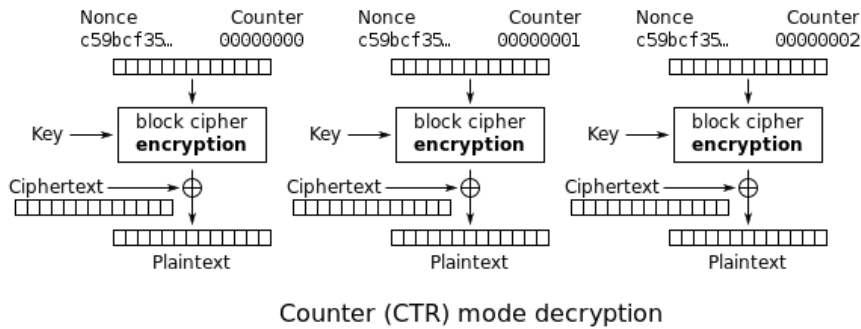 Nonce Counter Nonce Counter Nonce Counter
c59bcf35… 00000000 c59bcf35… 00000001 c59bcf35… 00000002
block cipher block cipher block cipher
Key Key Key
encryption encryption encryption
Ciphertext Ciphertext Ciphertext
Plaintext Plaintext Plaintext
Counter (CTR) mode decryption